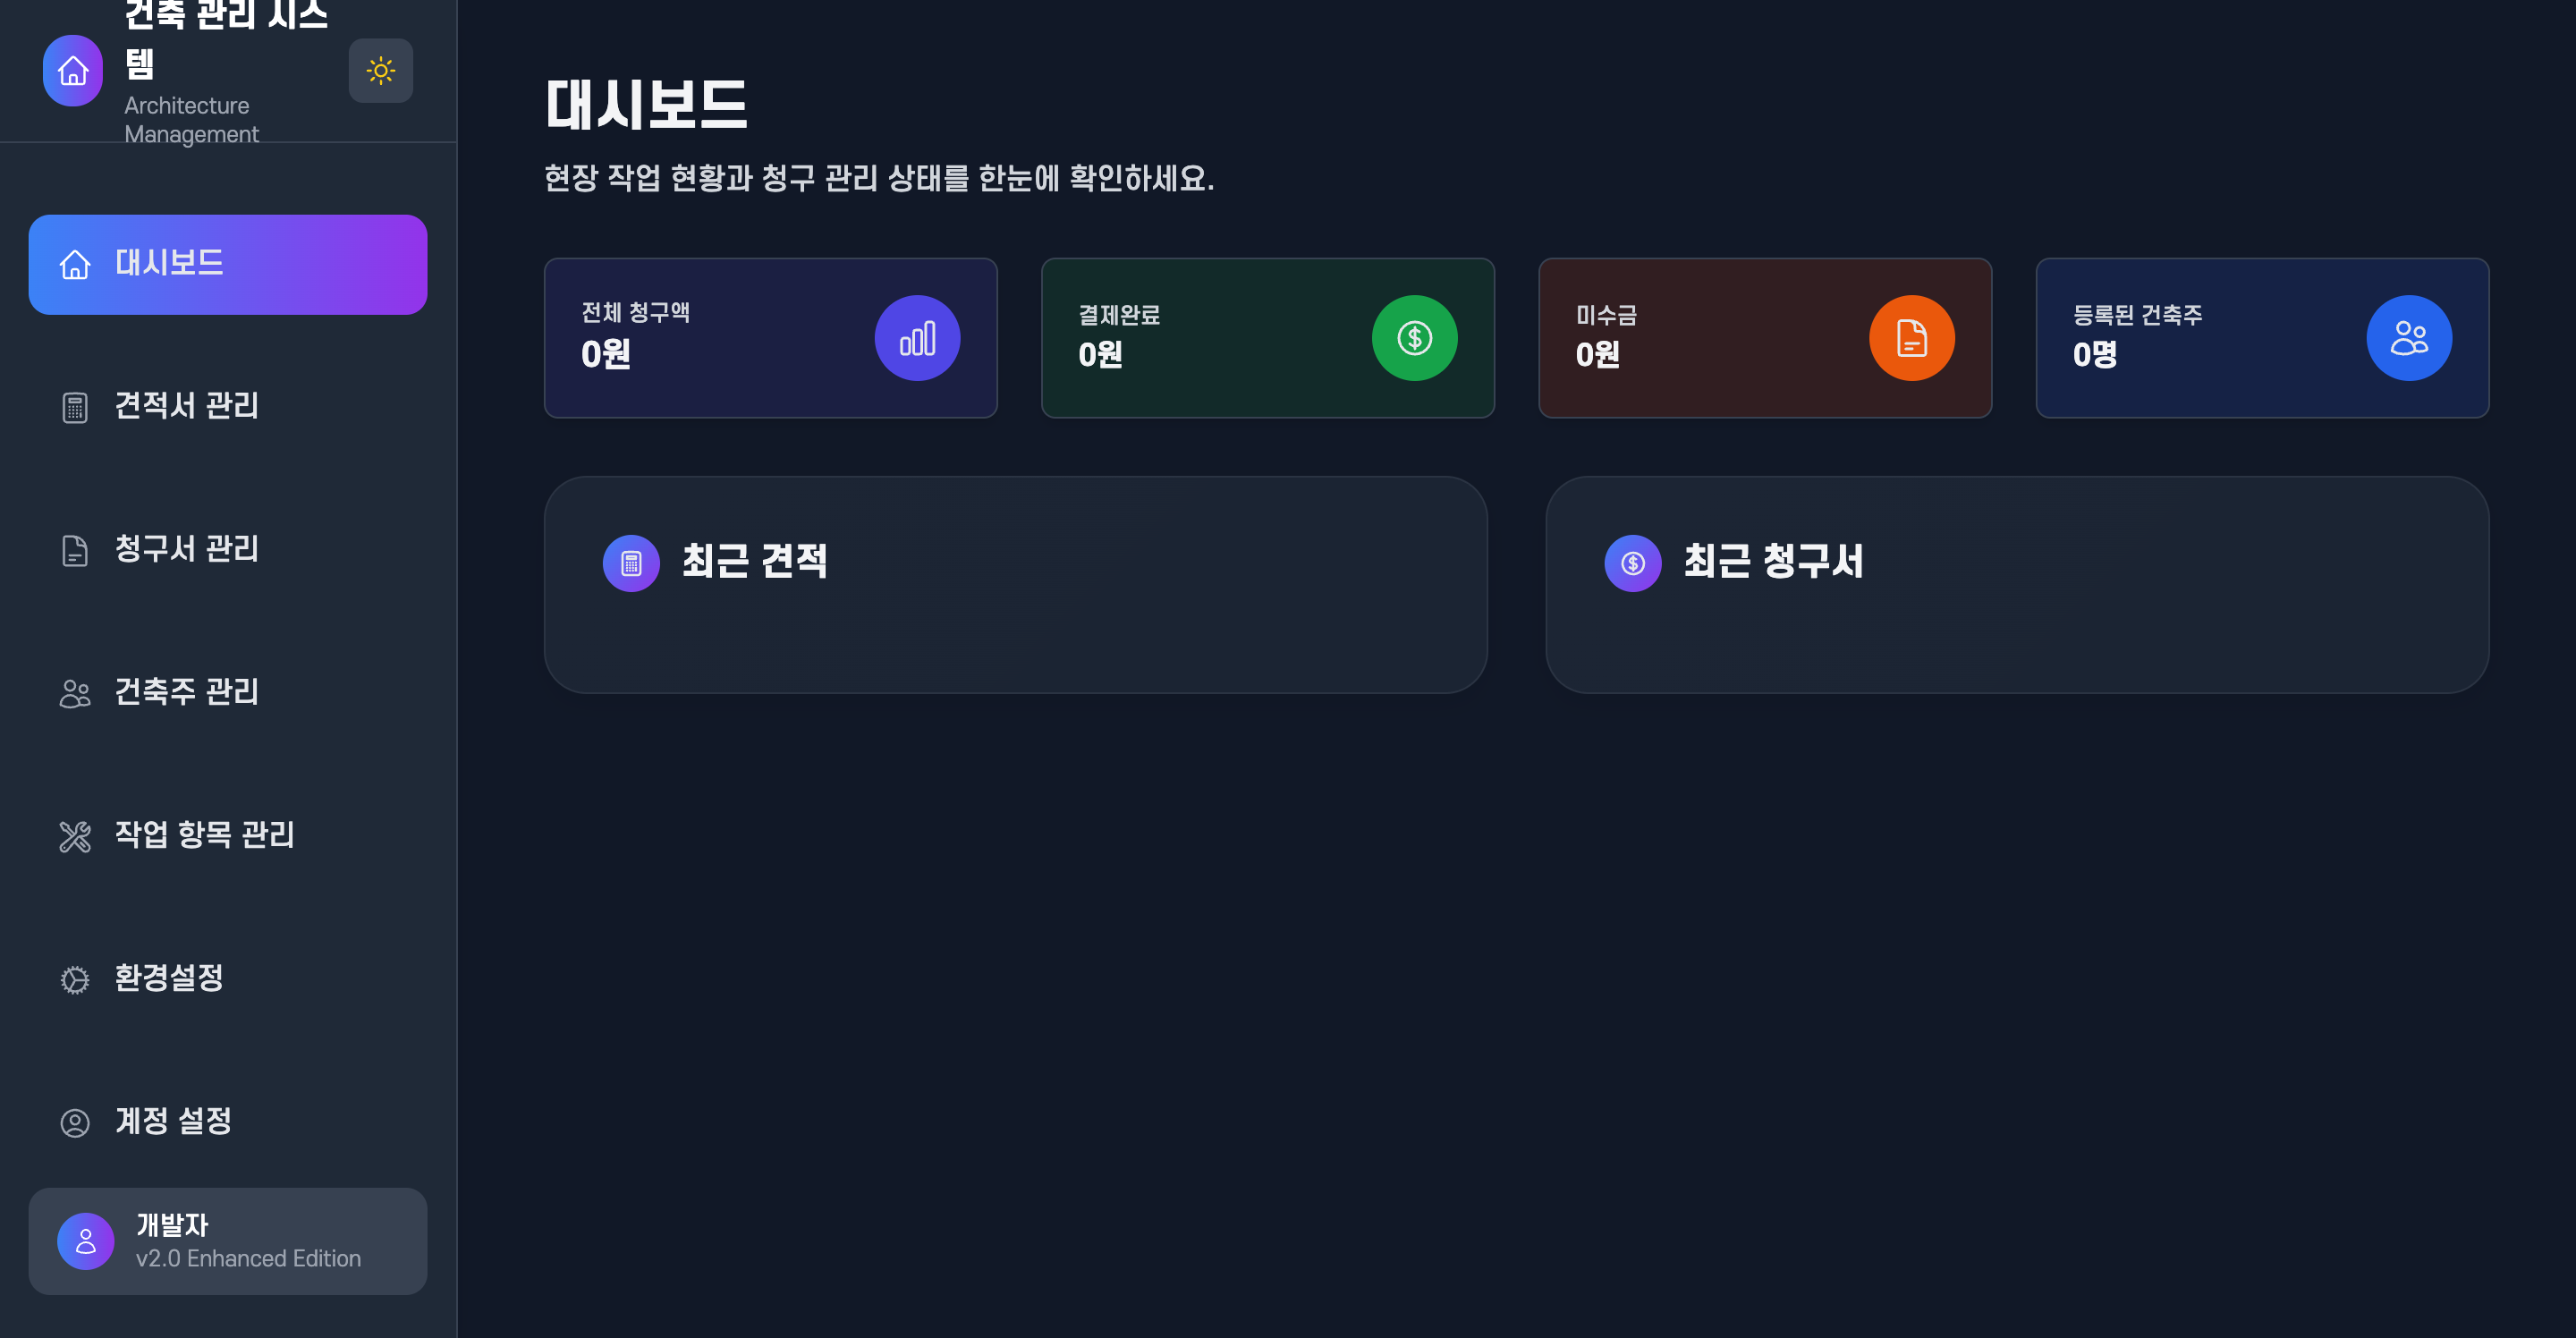 건축 관리 시스
템
Architecture
Management
대시보드
견적서 관리
청구서 관리
건축주 관리
작업 항목 관리
환경설정
계정 설정
개발자
v2.0 Enhanced Edition
대시보드
현장 작업 현황과 청구 관리 상태를 한눈에 확인하세요.
전체 청구액
0원
결제완료
0원
미수금
0원
등록된 건축주
0명
최근 견적
최근 청구서